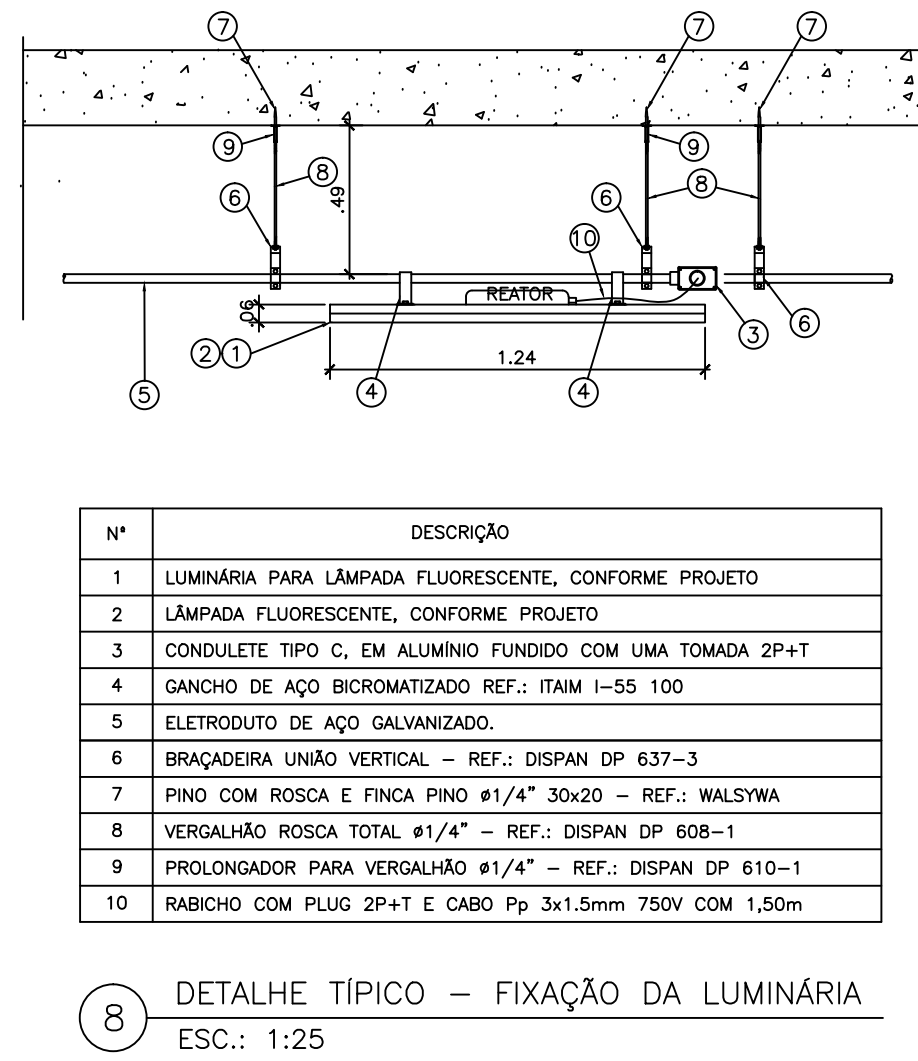 7 7 7
9 9
8 8
.49
6 6
10
REATOR
.06
3 6
2 1
1.24
5 4 4
Nº DESCRIÇÃO
1 LUMINÁRIA PARA LÂMPADA FLUORESCENTE, CONFORME PROJETO
2 LÂMPADA FLUORESCENTE, CONFORME PROJETO
3 CONDULETE TIPO C, EM ALUMÍNIO FUNDIDO COM UMA TOMADA 2P+T
4 GANCHO DE AÇO BICROMATIZADO REF.: ITAIM I-55 100
5 ELETRODUTO DE AÇO GALVANIZADO.
6 BRAÇADEIRA UNIÃO VERTICAL – REF.: DISPAN DP 637-3
7 PINO COM ROSCA E FINCA PINO ø1/4" 30x20 – REF.: WALSYWA
8 VERGALHÃO ROSCA TOTAL ø1/4" – REF.: DISPAN DP 608-1
9 PROLONGADOR PARA VERGALHÃO ø1/4" – REF.: DISPAN DP 610-1
10 RABICHO COM PLUG 2P+T E CABO Pp 3x1.5mm 750V COM 1,50m
8 DETALHE TÍPICO – FIXAÇÃO DA LUMINÁRIA
ESC.: 1:25